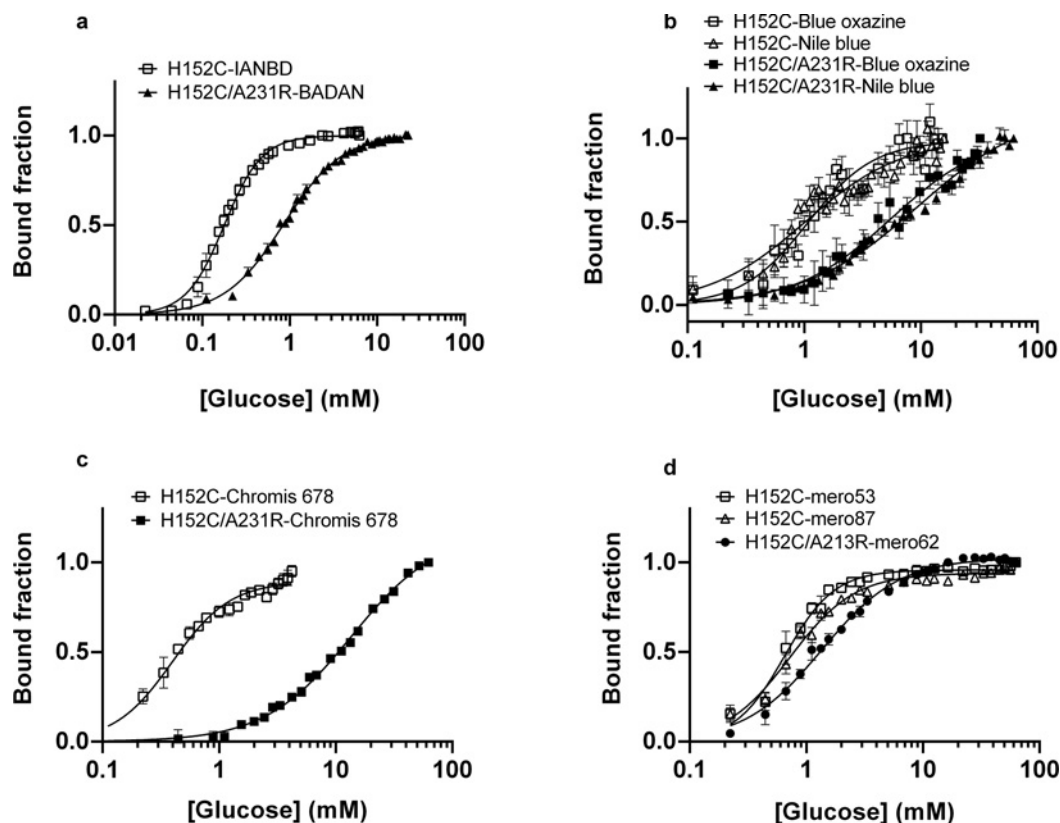 a
H152C-IANBD
H152C/A231R-BADAN
Bound fraction
1.0
0.5
0.0
0.01 0.1 1 10 100
[Glucose] (mM)
b
H152C-Blue oxazine
H152C-Nile blue
H152C/A231R-Blue oxazine
H152C/A231R-Nile blue
Bound fraction
1.0
0.5
0.0
0.1 1 10 100
[Glucose] (mM)
c
H152C-Chromis 678
H152C/A231R-Chromis 678
Bound fraction
1.0
0.5
0.0
0.1 1 10 100
[Glucose] (mM)
d
H152C-mero53
H152C-mero87
H152C/A213R-mero62
Bound fraction
1.0
0.5
0.0
0.1 1 10 100
[Glucose] (mM)